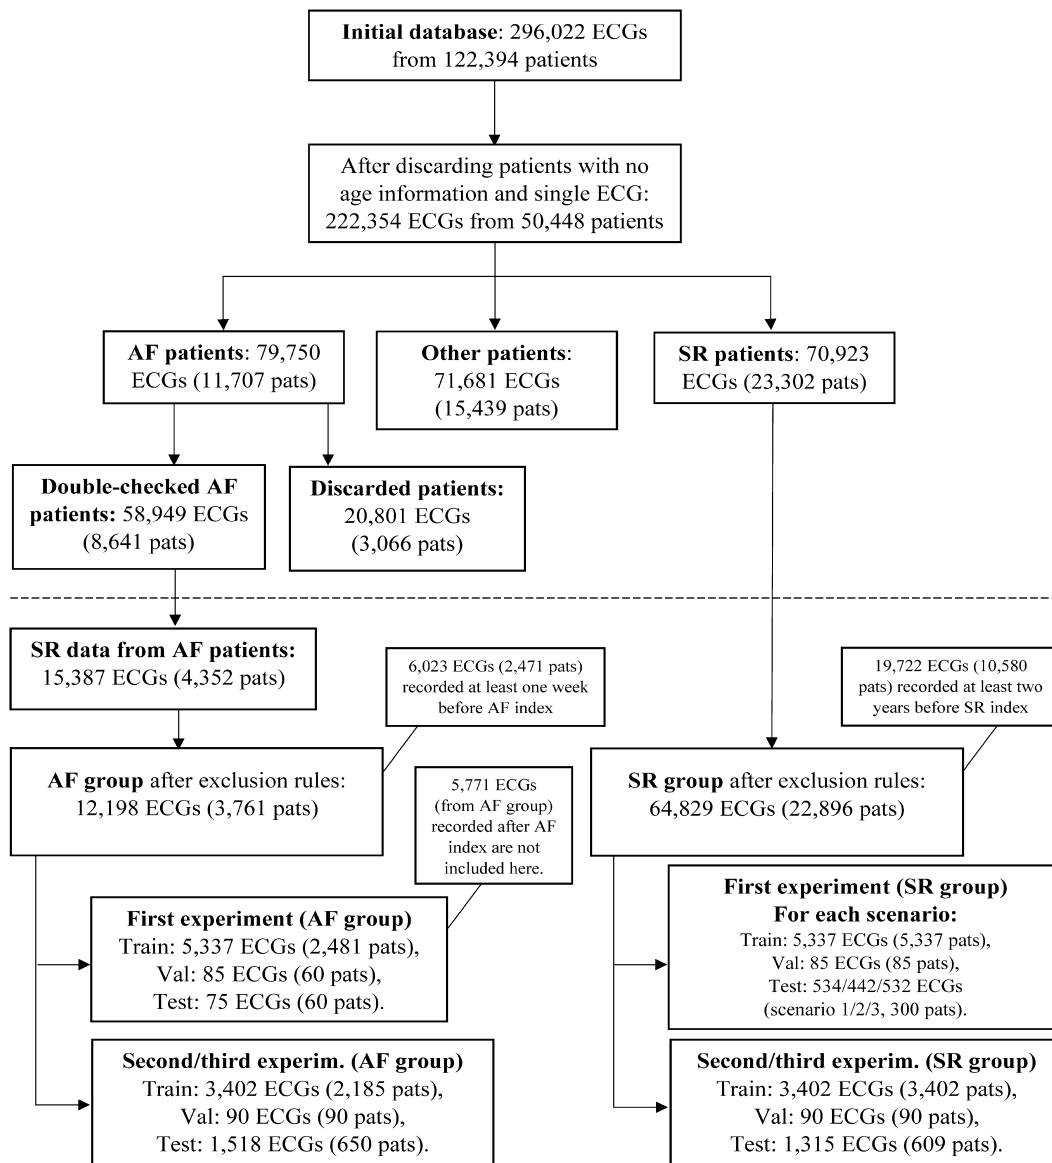 Initial database: 296,022 ECGs
from 122,394 patients
After discarding patients with no
age information and single ECG:
222,354 ECGs from 50,448 patients
AF patients: 79,750
ECGs (11,707 pats)
Other patients:
71,681 ECGs
(15,439 pats)
SR patients: 70,923
ECGs (23,302 pats)
Double-checked AF
patients: 58,949 ECGs
(8,641 pats)
Discarded patients:
20,801 ECGs
(3,066 pats)
SR data from AF patients:
15,387 ECGs (4,352 pats)
6,023 ECGs (2,471 pats)
recorded at least one week
before AF index
19,722 ECGs (10,580
pats) recorded at least two
years before SR index
AF group after exclusion rules:
12,198 ECGs (3,761 pats)
5,771 ECGs
(from AF group)
recorded after AF
index are not
included here.
SR group after exclusion rules:
64,829 ECGs (22,896 pats)
First experiment (AF group)
Train: 5,337 ECGs (2,481 pats),
Val: 85 ECGs (60 pats),
Test: 75 ECGs (60 pats).
First experiment (SR group)
For each scenario:
Train: 5,337 ECGs (5,337 pats),
Val: 85 ECGs (85 pats),
Test: 534/442/532 ECGs
(scenario 1/2/3, 300 pats).
Second/third experim. (AF group)
Train: 3,402 ECGs (2,185 pats),
Val: 90 ECGs (90 pats),
Test: 1,518 ECGs (650 pats).
Second/third experim. (SR group)
Train: 3,402 ECGs (3,402 pats),
Val: 90 ECGs (90 pats),
Test: 1,315 ECGs (609 pats).